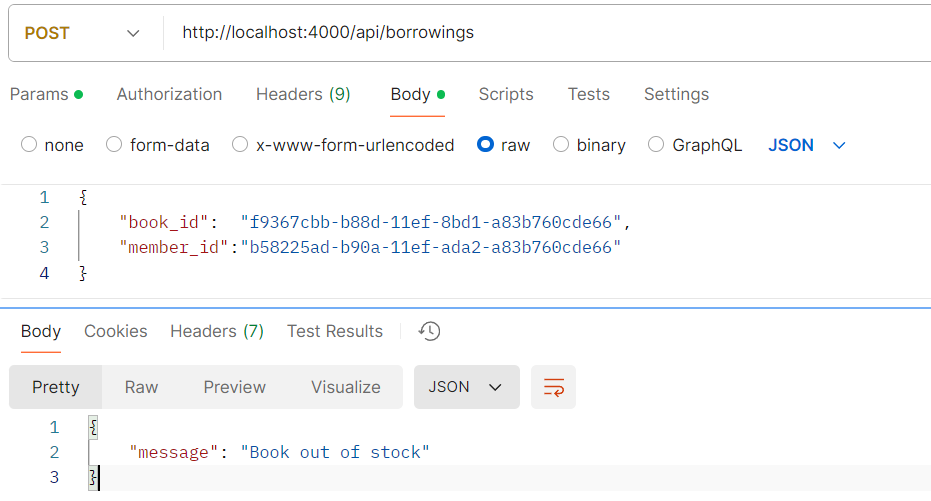 POST http://localhost:4000/api/borrowings
Params Authorization Headers (9) Body Scripts Tests Settings
none form-data x-www-form-urlencoded raw binary GraphQL JSON
1 {
2 "book_id": "f9367cbb-b88d-11ef-8bd1-a83b760cde66",
3 "member_id":"b58225ad-b90a-11ef-ada2-a83b760cde66"
4 }
Body Cookies Headers (7) Test Results
Pretty Raw Preview Visualize JSON
1 {
2 "message": "Book out of stock"
3 }